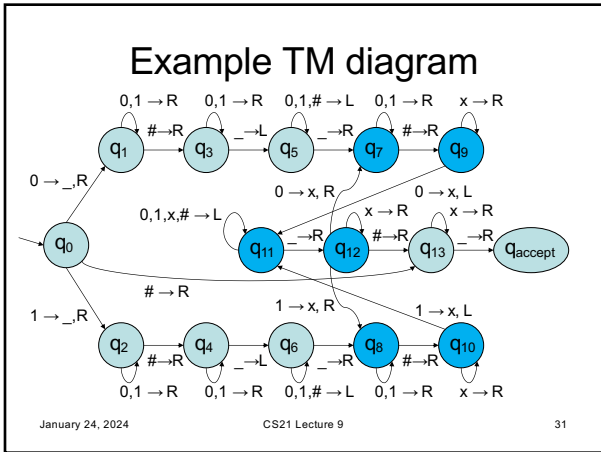 Example TM diagram
0,1 → R
0,1 → R
0,1,# → L
0,1 → R
x → R
q1
#→R
q3
_→L
q5
_→R
q7
#→R
q9
0 → _,R
0 → x, R
0 → x, L
0,1,x,# → L
x → R
x → R
q0
q11
_→R
q12
#→R
q13
_→R
qaccept
# → R
1 → _,R
1 → x, R
1 → x, L
q2
#→R
q4
_→L
q6
_→R
q8
#→R
q10
0,1 → R
0,1 → R
0,1,# → L
0,1 → R
x → R
January 24, 2024
CS21 Lecture 9
31